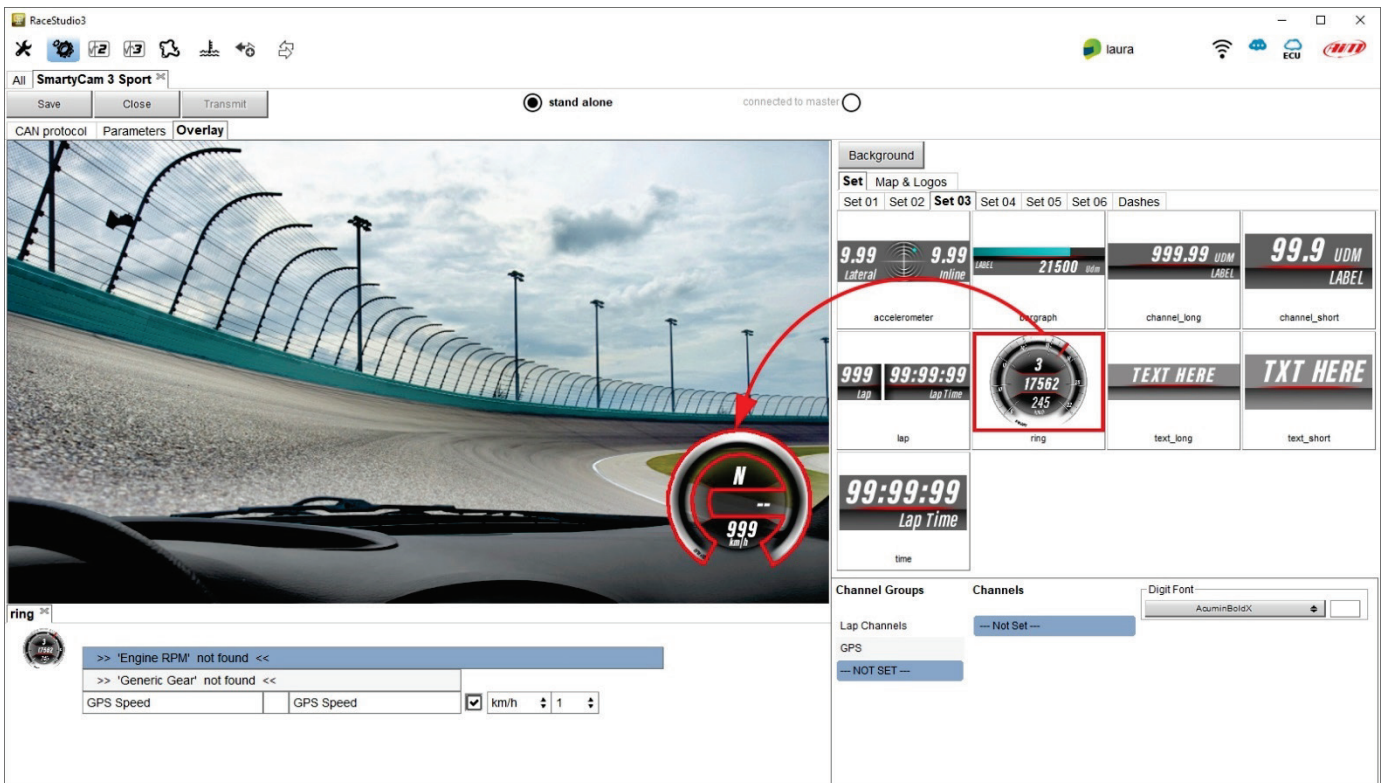 RaceStudio3
laura
ECU
All SmartyCam 3 Sport
Save Close Transmit
stand alone
connected to master
CAN protocol Parameters Overlay
Background
Set Map & Logos
Set 01 Set 02 Set 03 Set 04 Set 05 Set 06 Dashes
9.99 9.99
Lateral Inline
LABEL 21500 Udm
999.99 UDM
LABEL
99.9 UDM
LABEL
accelerometer bargraph channel_long channel_short
999 99:99:99
Lap Lap Time
3
17562
245
TEXT HERE
TXT HERE
lap ring text_long text_short
99:99:99
Lap Time
time
N
--
999
km/h
Channel Groups Channels Digit Font
AcuminBoldX
Lap Channels --- Not Set ---
GPS
--- NOT SET ---
ring
>> 'Engine RPM' not found <<
>> 'Generic Gear' not found <<
GPS Speed GPS Speed km/h 1